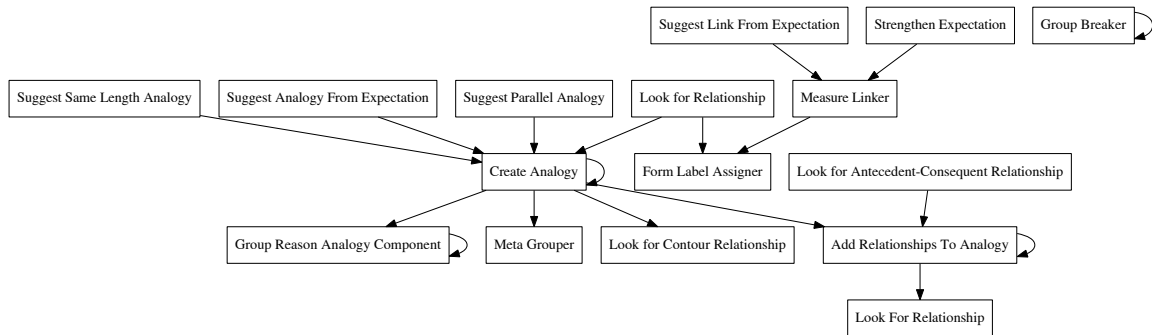 Suggest Link From Expectation
Strengthen Expectation
Group Breaker
Suggest Same Length Analogy
Suggest Analogy From Expectation
Suggest Parallel Analogy
Look for Relationship
Measure Linker
Create Analogy
Form Label Assigner
Look for Antecedent-Consequent Relationship
Group Reason Analogy Component
Meta Grouper
Look for Contour Relationship
Add Relationships To Analogy
Look For Relationship